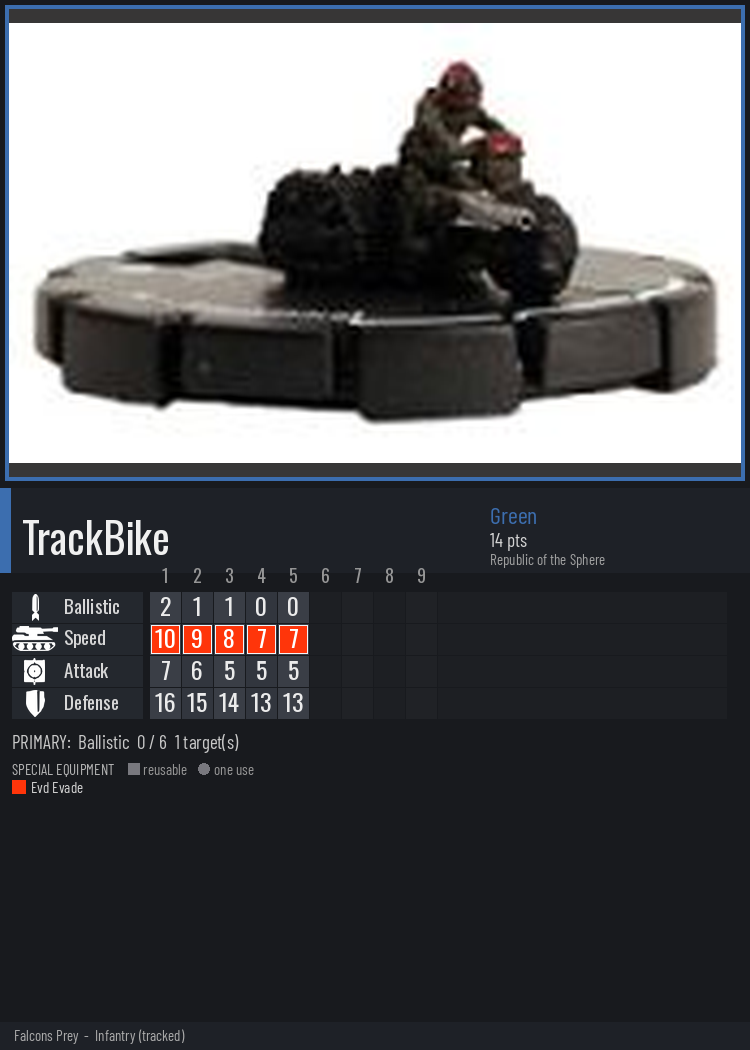 TrackBike
Green
14 pts
Republic of the Sphere
1 2 3 4 5 6 7 8 9
Ballistic 2 1 1 0 0
Speed 10 9 8 7 7
Attack 7 6 5 5 5
Defense 16 15 14 13 13
PRIMARY: Ballistic 0 / 6 1 target(s)
SPECIAL EQUIPMENT reusable one use
Evd Evade
Falcons Prey - Infantry (tracked)